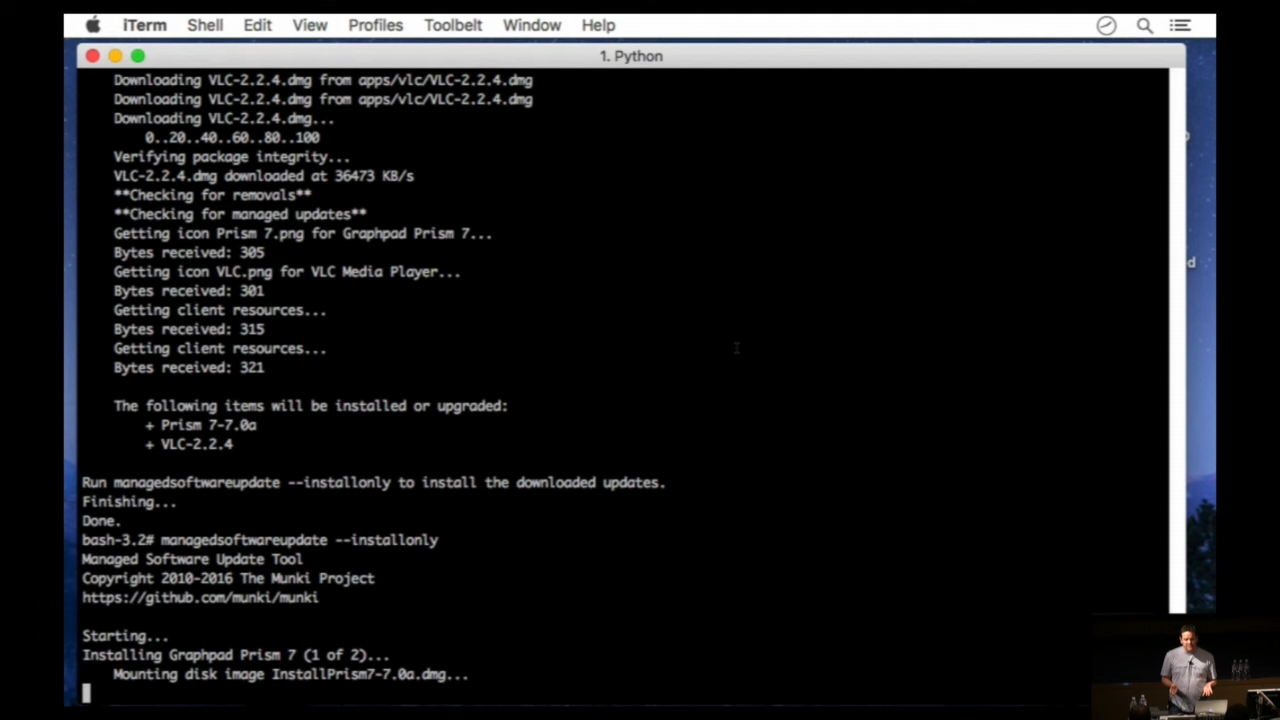 iTerm Shell Edit View Profiles Toolbelt Window Help
1. Python
Downloading VLC-2.2.4.dmg from apps/vlc/VLC-2.2.4.dmg
Downloading VLC-2.2.4.dmg from apps/vlc/VLC-2.2.4.dmg
Downloading VLC-2.2.4.dmg...
0..20..40..60..80..100
Verifying package integrity...
VLC-2.2.4.dmg downloaded at 36473 KB/s
**Checking for removals**
**Checking for managed updates**
Getting icon Prism 7.png for Graphpad Prism 7...
Bytes received: 305
Getting icon VLC.png for VLC Media Player...
Bytes received: 301
Getting client resources...
Bytes received: 315
Getting client resources...
Bytes received: 321
The following items will be installed or upgraded:
+ Prism 7-7.0a
+ VLC-2.2.4
Run managedsoftwareupdate --installonly to install the downloaded updates.
Finishing...
Done.
bash-3.2# managedsoftwareupdate --installonly
Managed Software Update Tool
Copyright 2010-2016 The Munki Project
https://github.com/munki/munki
Starting...
Installing Graphpad Prism 7 (1 of 2)...
Mounting disk image InstallPrism7-7.0a.dmg...